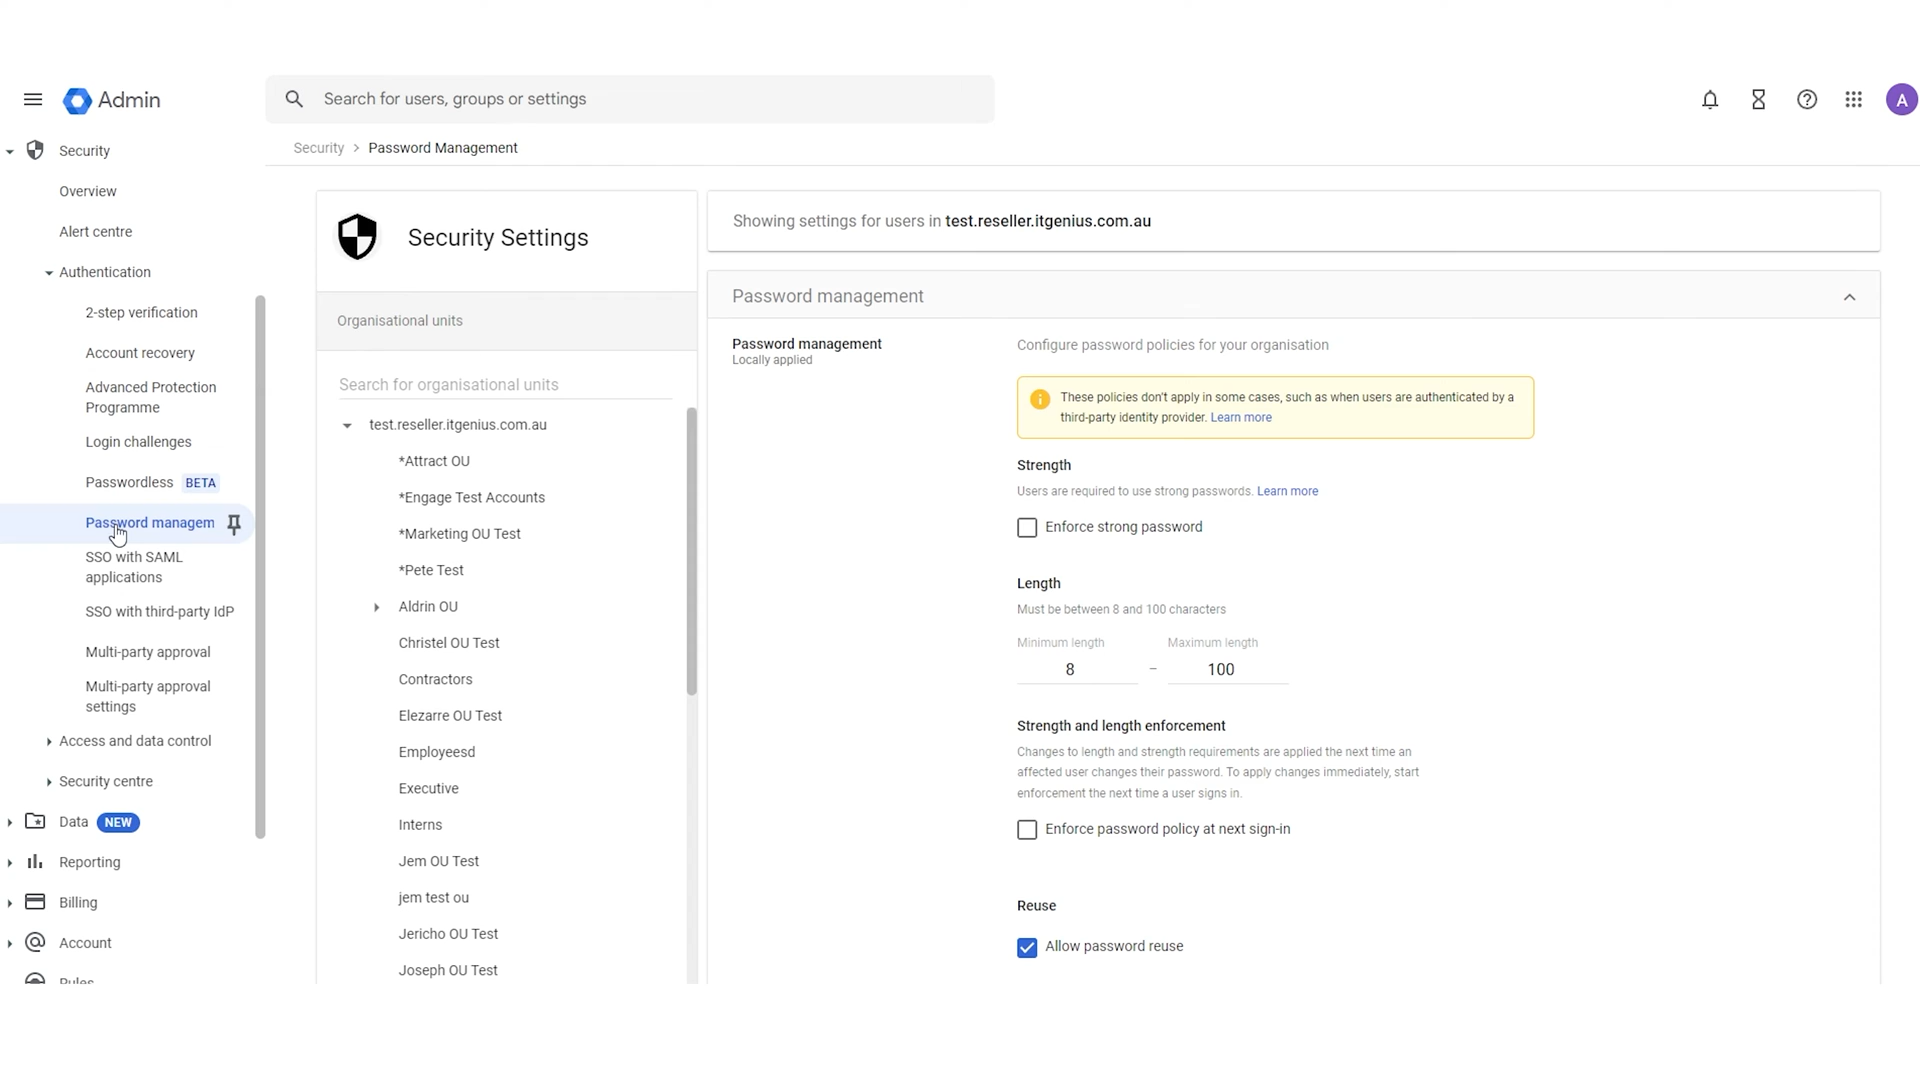 Admin
Search for users, groups or settings
A
Security
Overview
Alert centre
Authentication
2-step verification
Account recovery
Advanced Protection
Programme
Login challenges
Passwordless BETA
Password managem
SSO with SAML
applications
SSO with third-party IdP
Multi-party approval
Multi-party approval
settings
Access and data control
Security centre
Data NEW
Reporting
Billing
Account
Rules
Security > Password Management
Security Settings
Organisational units
Search for organisational units
test.reseller.itgenius.com.au
*Attract OU
*Engage Test Accounts
*Marketing OU Test
*Pete Test
Aldrin OU
Christel OU Test
Contractors
Elezarre OU Test
Employeesd
Executive
Interns
Jem OU Test
jem test ou
Jericho OU Test
Joseph OU Test
Showing settings for users in test.reseller.itgenius.com.au
Password management
Password management
Locally applied
Configure password policies for your organisation
These policies don't apply in some cases, such as when users are authenticated by a
third-party identity provider. Learn more
Strength
Users are required to use strong passwords. Learn more
Enforce strong password
Length
Must be between 8 and 100 characters
Minimum length Maximum length
8 – 100
Strength and length enforcement
Changes to length and strength requirements are applied the next time an
affected user changes their password. To apply changes immediately, start
enforcement the next time a user signs in.
Enforce password policy at next sign-in
Reuse
Allow password reuse